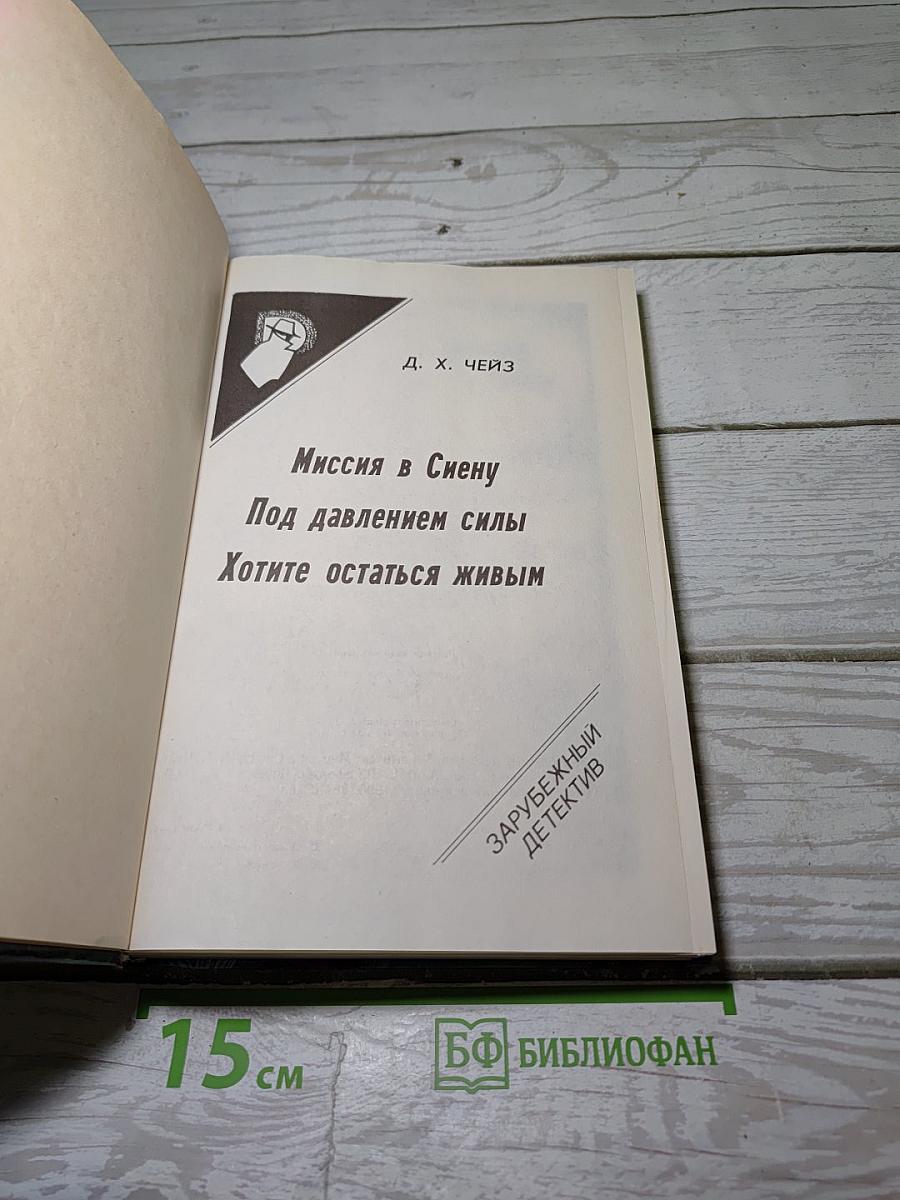 Д. Х. ЧЕЙЗ
Миссия в Сиену
Под давлением силы
Хотите остаться живым
ЗАРУБЕЖНЫЙ
ДЕТЕКТИВ
15 см
БФ БИБЛИОФАН